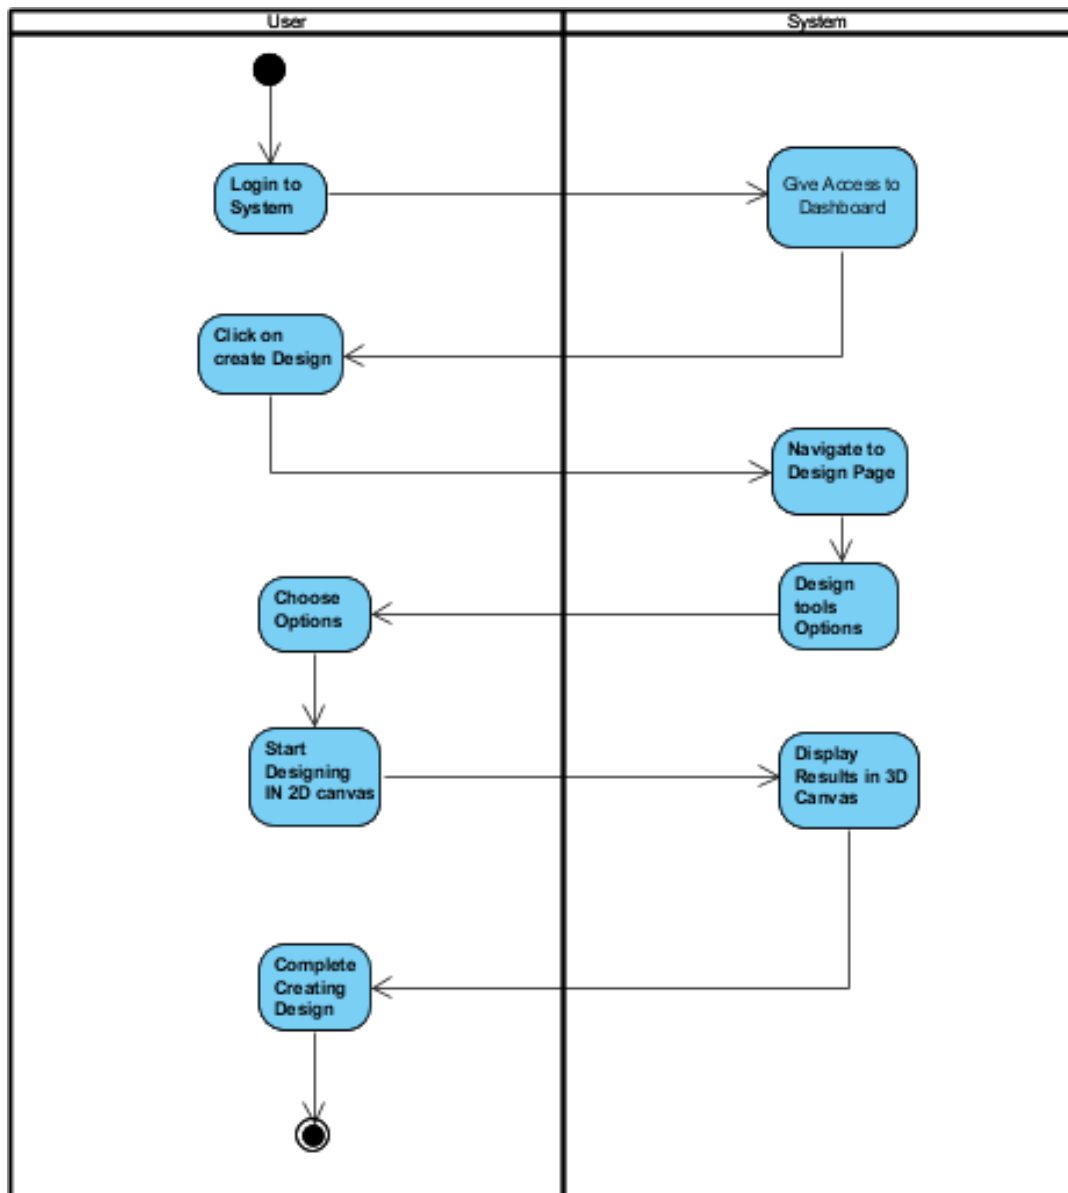 User
System
Login to
System
Give Access to
Dashboard
Click on
create Design
Navigate to
Design Page
Design
tools
Options
Choose
Options
Start
Designing
IN 2D canvas
Display
Results in 3D
Canvas
Complete
Creating
Design